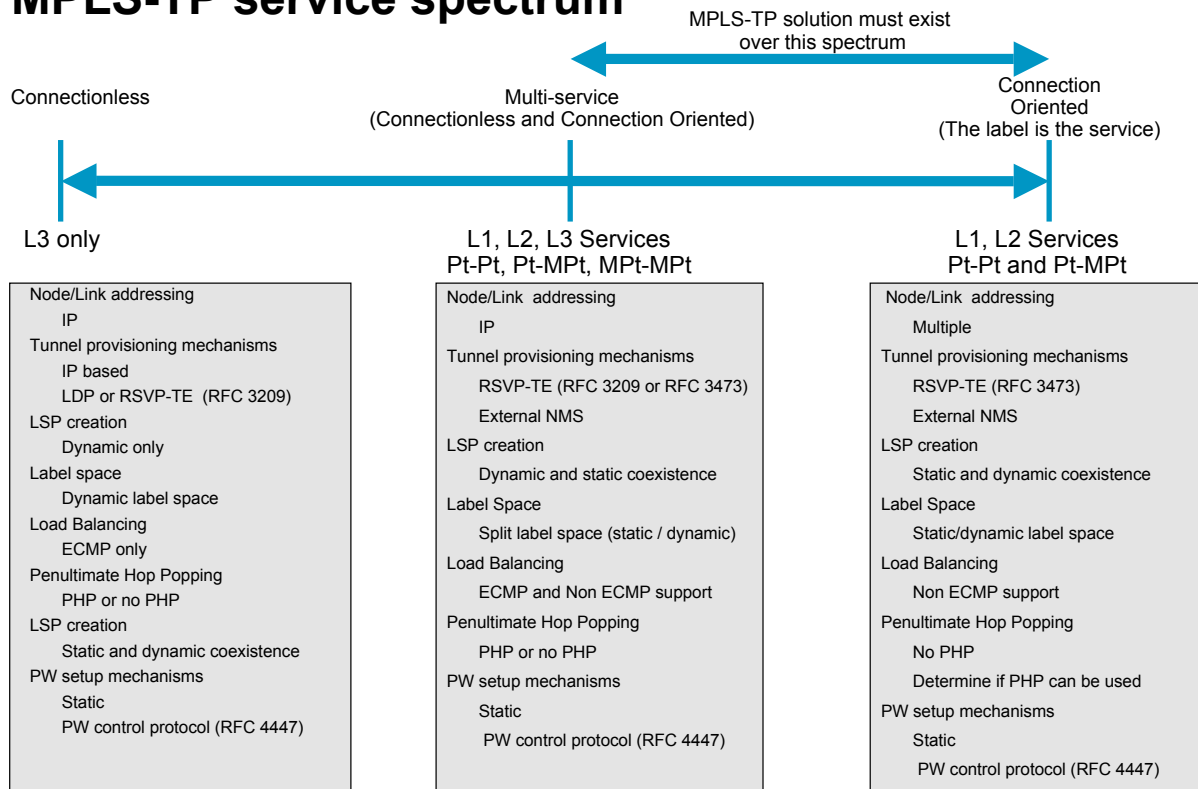 MPLS-TP service spectrum
MPLS-TP solution must exist
over this spectrum
Connectionless
Multi-service
(Connectionless and Connection Oriented)
Connection
Oriented
(The label is the service)
L3 only
L1, L2, L3 Services
Pt-Pt, Pt-MPt, MPt-MPt
L1, L2 Services
Pt-Pt and Pt-MPt
Node/Link addressing
IP
Tunnel provisioning mechanisms
IP based
LDP or RSVP-TE (RFC 3209)
LSP creation
Dynamic only
Label space
Dynamic label space
Load Balancing
ECMP only
Penultimate Hop Popping
PHP or no PHP
LSP creation
Static and dynamic coexistence
PW setup mechanisms
Static
PW control protocol (RFC 4447)
Node/Link addressing
IP
Tunnel provisioning mechanisms
RSVP-TE (RFC 3209 or RFC 3473)
External NMS
LSP creation
Dynamic and static coexistence
Label Space
Split label space (static / dynamic)
Load Balancing
ECMP and Non ECMP support
Penultimate Hop Popping
PHP or no PHP
PW setup mechanisms
Static
PW control protocol (RFC 4447)
Node/Link addressing
Multiple
Tunnel provisioning mechanisms
RSVP-TE (RFC 3473)
External NMS
LSP creation
Static and dynamic coexistence
Label Space
Static/dynamic label space
Load Balancing
Non ECMP support
Penultimate Hop Popping
No PHP
Determine if PHP can be used
PW setup mechanisms
Static
PW control protocol (RFC 4447)